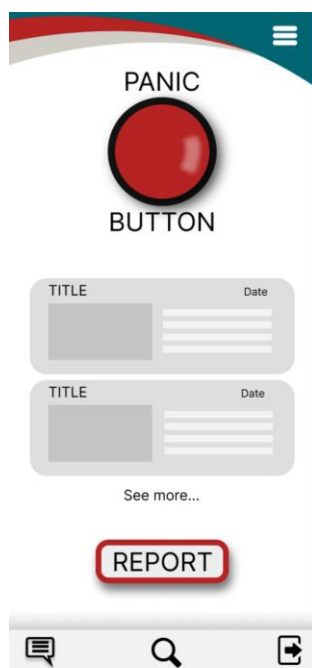 PANIC
BUTTON
TITLE Date
TITLE Date
See more...
REPORT